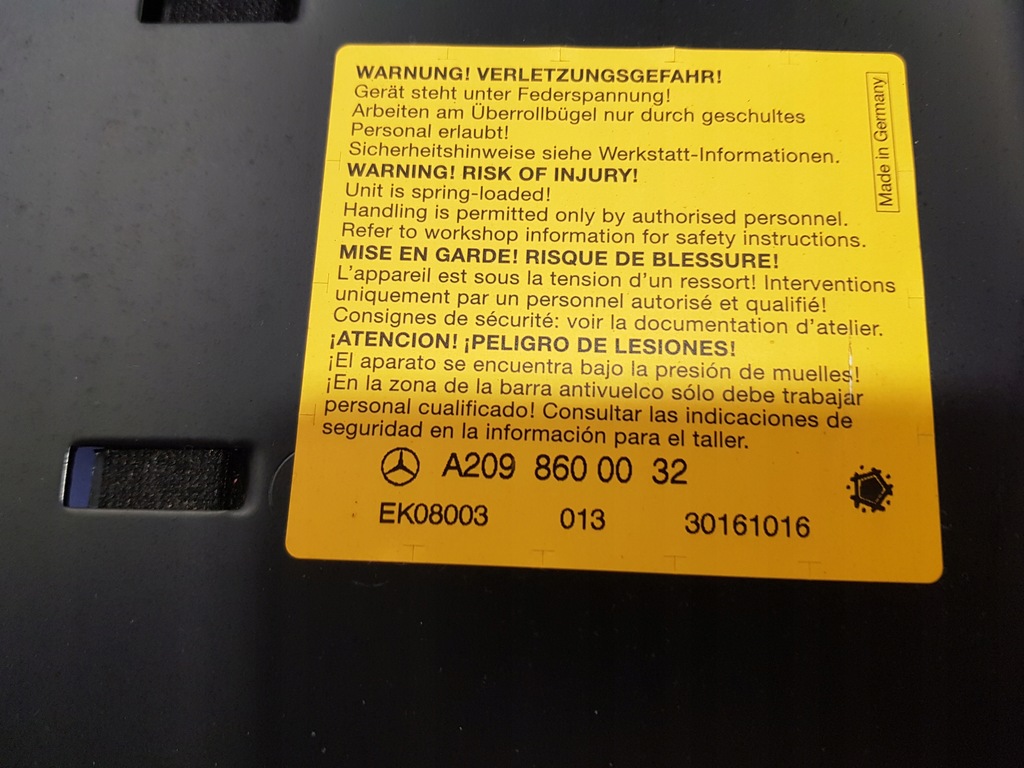 WARNUNG! VERLETZUNGSGEFAHR!
Gerät steht unter Federspannung!
Arbeiten am Überrollbügel nur durch geschultes
Personal erlaubt!
Sicherheitshinweise siehe Werkstatt-Informationen.
WARNING! RISK OF INJURY!
Unit is spring-loaded!
Handling is permitted only by authorised personnel.
Refer to workshop information for safety instructions.
MISE EN GARDE! RISQUE DE BLESSURE!
L'appareil est sous la tension d'un ressort! Interventions
uniquement par un personnel autorisé et qualifié!
Consignes de sécurité: voir la documentation d'atelier.
¡ATENCION! ¡PELIGRO DE LESIONES!
¡El aparato se encuentra bajo la presión de muelles!
¡En la zona de la barra antivuelco sólo debe trabajar
personal cualificado! Consultar las indicaciones de
seguridad en la información para el taller.
A209 860 00 32
EK08003 013 30161016
Made in Germany